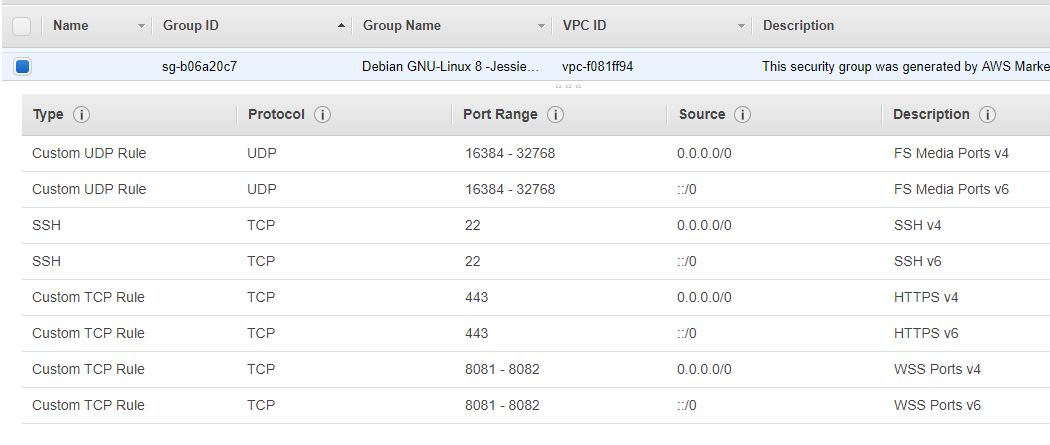 Name Group ID Group Name VPC ID Description
sg-b06a20c7 Debian GNU-Linux 8 -Jessie... vpc-f081ff94 This security group was generated by AWS Marke
Type Protocol Port Range Source Description
Custom UDP Rule UDP 16384 - 32768 0.0.0.0/0 FS Media Ports v4
Custom UDP Rule UDP 16384 - 32768 ::/0 FS Media Ports v6
SSH TCP 22 0.0.0.0/0 SSH v4
SSH TCP 22 ::/0 SSH v6
Custom TCP Rule TCP 443 0.0.0.0/0 HTTPS v4
Custom TCP Rule TCP 443 ::/0 HTTPS v6
Custom TCP Rule TCP 8081 - 8082 0.0.0.0/0 WSS Ports v4
Custom TCP Rule TCP 8081 - 8082 ::/0 WSS Ports v6